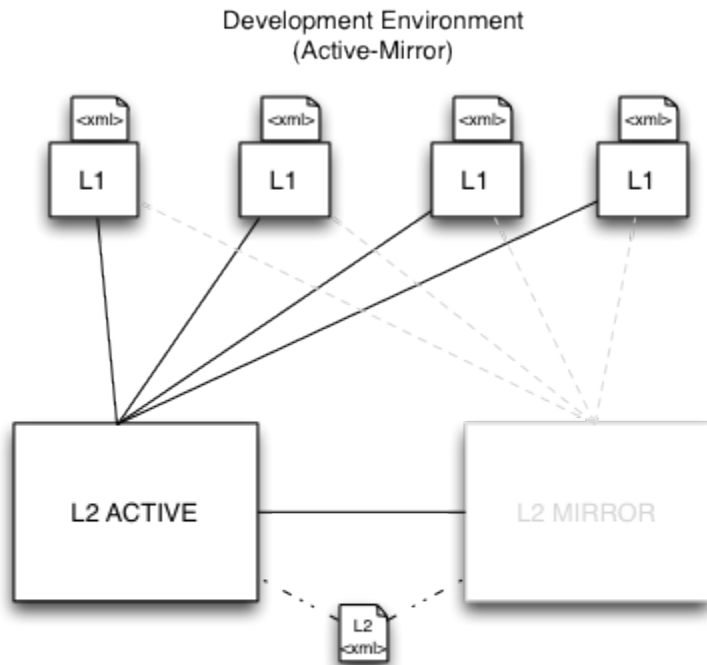 Development Environment
(Active-Mirror)
<xml>
<xml>
<xml>
<xml>
L1
L1
L1
L1
L2 ACTIVE
L2 MIRROR
L2
<xml>